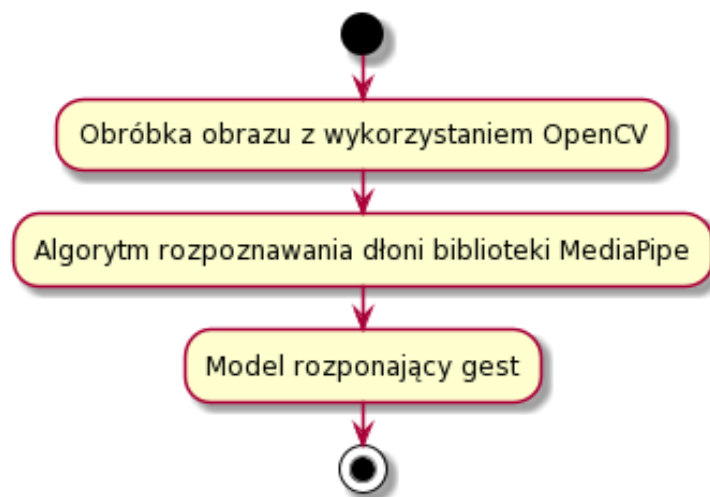 Obróbka obrazu z wykorzystaniem OpenCV
Algorytm rozpoznawania dłoni biblioteki MediaPipe
Model rozponający gest